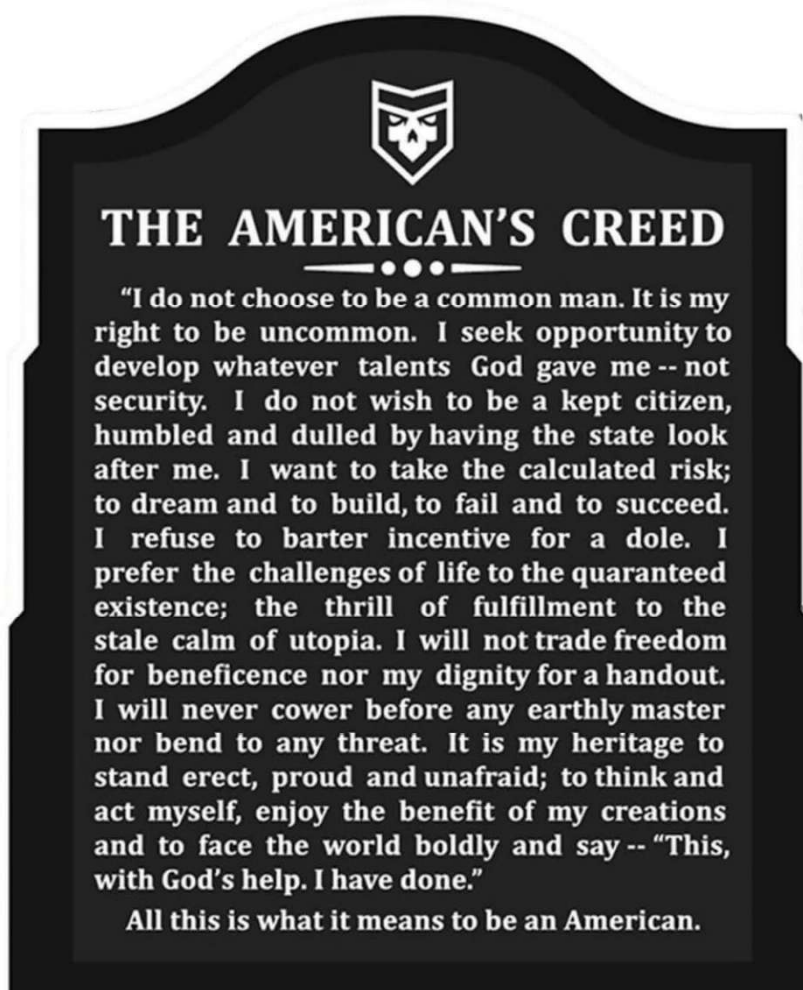 THE AMERICAN'S CREED
“I do not choose to be a common man. It is my
right to be uncommon. I seek opportunity to
develop whatever talents God gave me -- not
security. I do not wish to be a kept citizen,
humbled and dulled by having the state look
after me. I want to take the calculated risk;
to dream and to build, to fail and to succeed.
I refuse to barter incentive for a dole. I
prefer the challenges of life to the quaranteed
existence; the thrill of fulfillment to the
stale calm of utopia. I will not trade freedom
for beneficence nor my dignity for a handout.
I will never cower before any earthly master
nor bend to any threat. It is my heritage to
stand erect, proud and unafraid; to think and
act myself, enjoy the benefit of my creations
and to face the world boldly and say -- “This,
with God's help. I have done.”
All this is what it means to be an American.